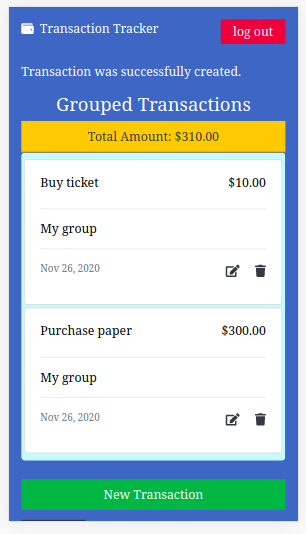 Transaction Tracker
log out
Transaction was successfully created.
Grouped Transactions
Total Amount: $310.00
Buy ticket $10.00
My group
Nov 26, 2020
Purchase paper $300.00
My group
Nov 26, 2020
New Transaction